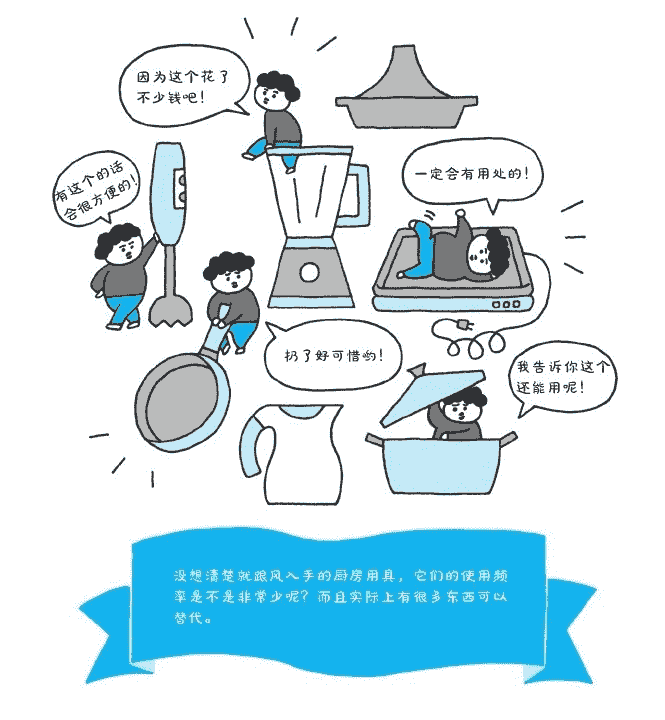 因为这个花了
不少钱吧！
有这个的话
会很方便的！
一定会有用处的！
扔了好可惜哟！
我告诉你这个
还能用呢！
没想清楚就跟风入手的厨房用具，它们的使用频
率是不是非常少呢？而且实际上有很多东西可以
替代。